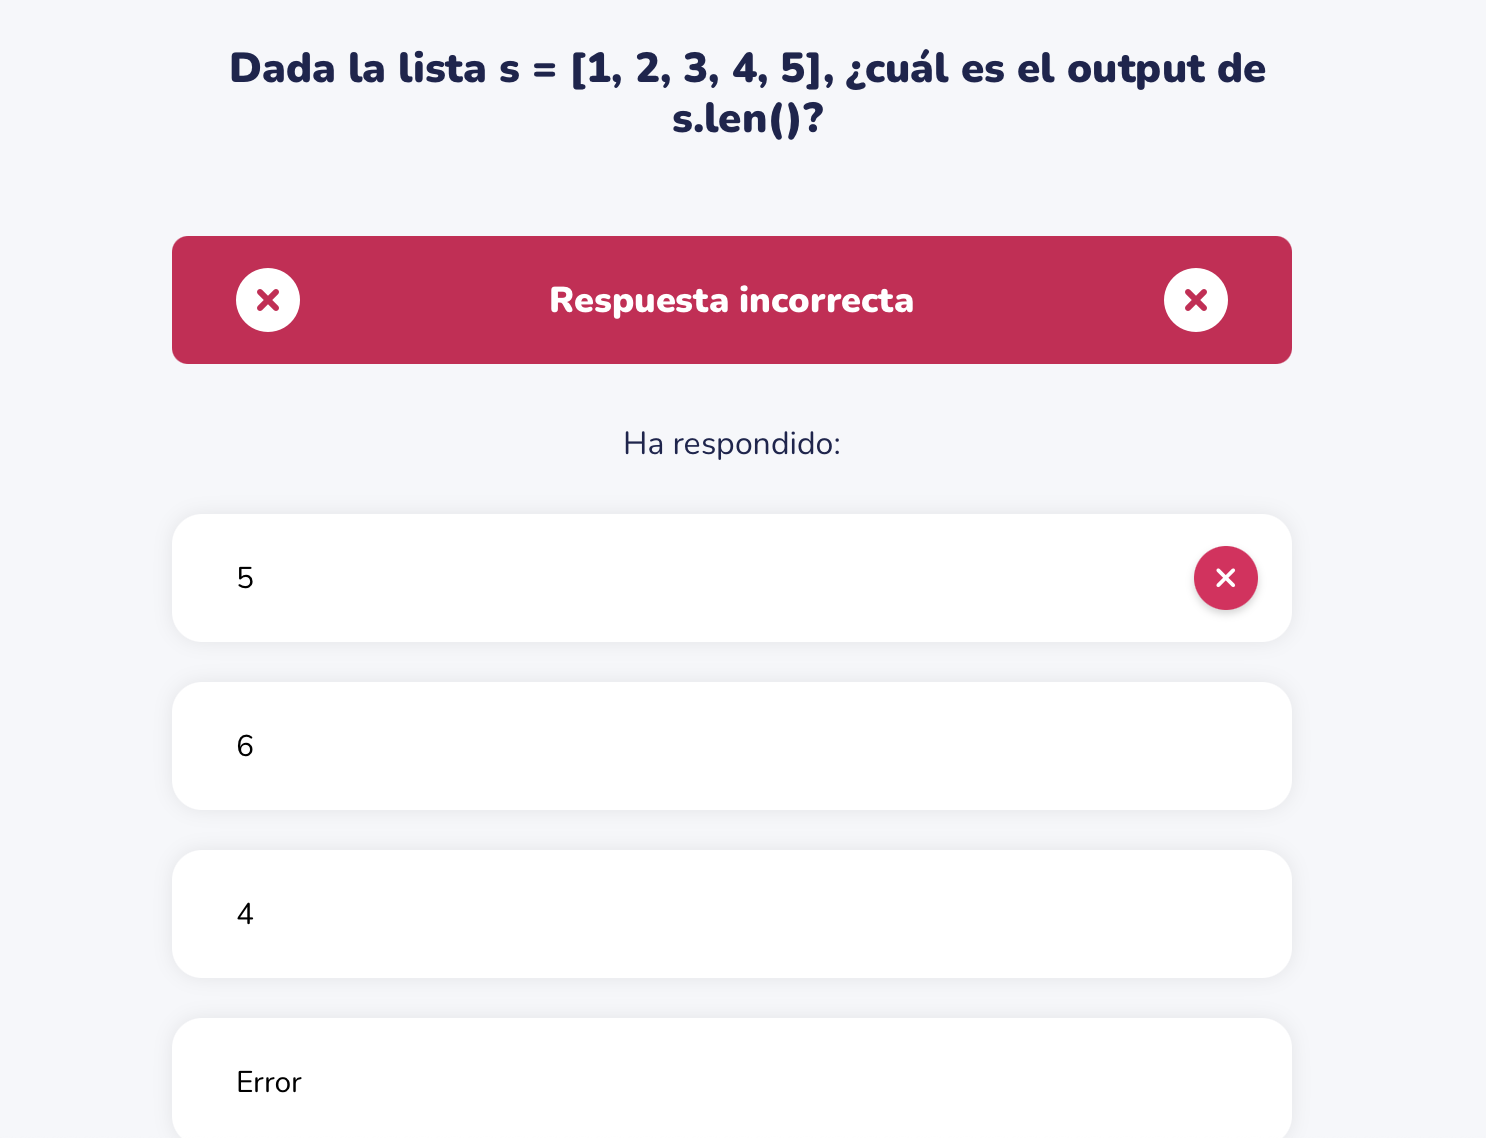 Dada la lista s = [1, 2, 3, 4, 5], ¿cuál es el output de
s.len()?
Respuesta incorrecta
Ha respondido:
5
6
4
Error